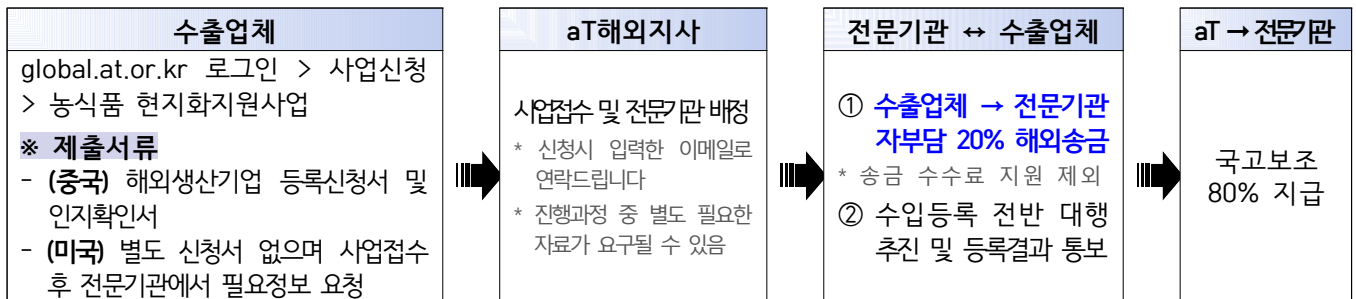 수출업체
global.at.or.kr 로그인 > 사업신청
> 농식품 현지화지원사업
※ 제출서류
- (중국) 해외생산기업 등록신청서 및
인지확인서
- (미국) 별도 신청서 없으며 사업접수
후 전문기관에서 필요정보 요청
aT해외지사
사업접수 및 전문기관 배정
* 신청시 입력한 이메일로
연락드립니다
* 진행과정 중 별도 필요한
자료가 요구될 수 있음
전문기관 ↔ 수출업체
① 수출업체 → 전문기관
자부담 20% 해외송금
* 송금 수수료 지원 제외
② 수입등록 전반 대행
추진 및 등록결과 통보
aT → 전문기관
국고보조
80% 지급